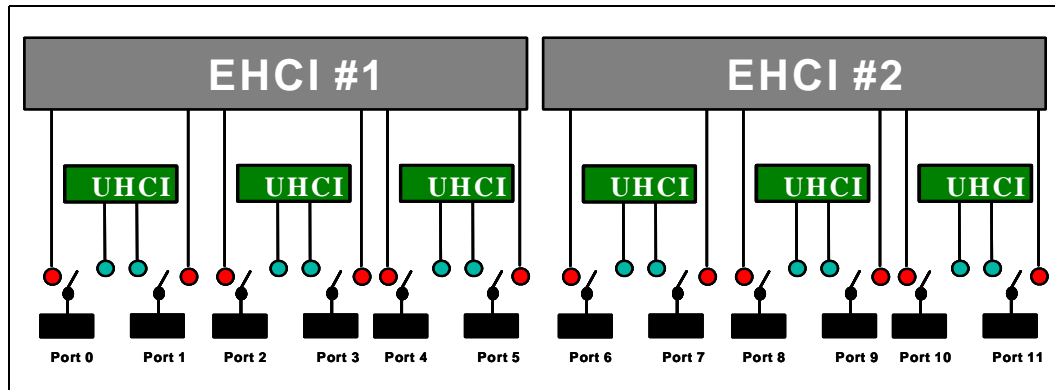 EHCI #1 EHCI #2
UHCI UHCI UHCI UHCI UHCI UHCI
Port 0 Port 1 Port 2 Port 3 Port 4 Port 5 Port 6 Port 7 Port 8 Port 9 Port 10 Port 11